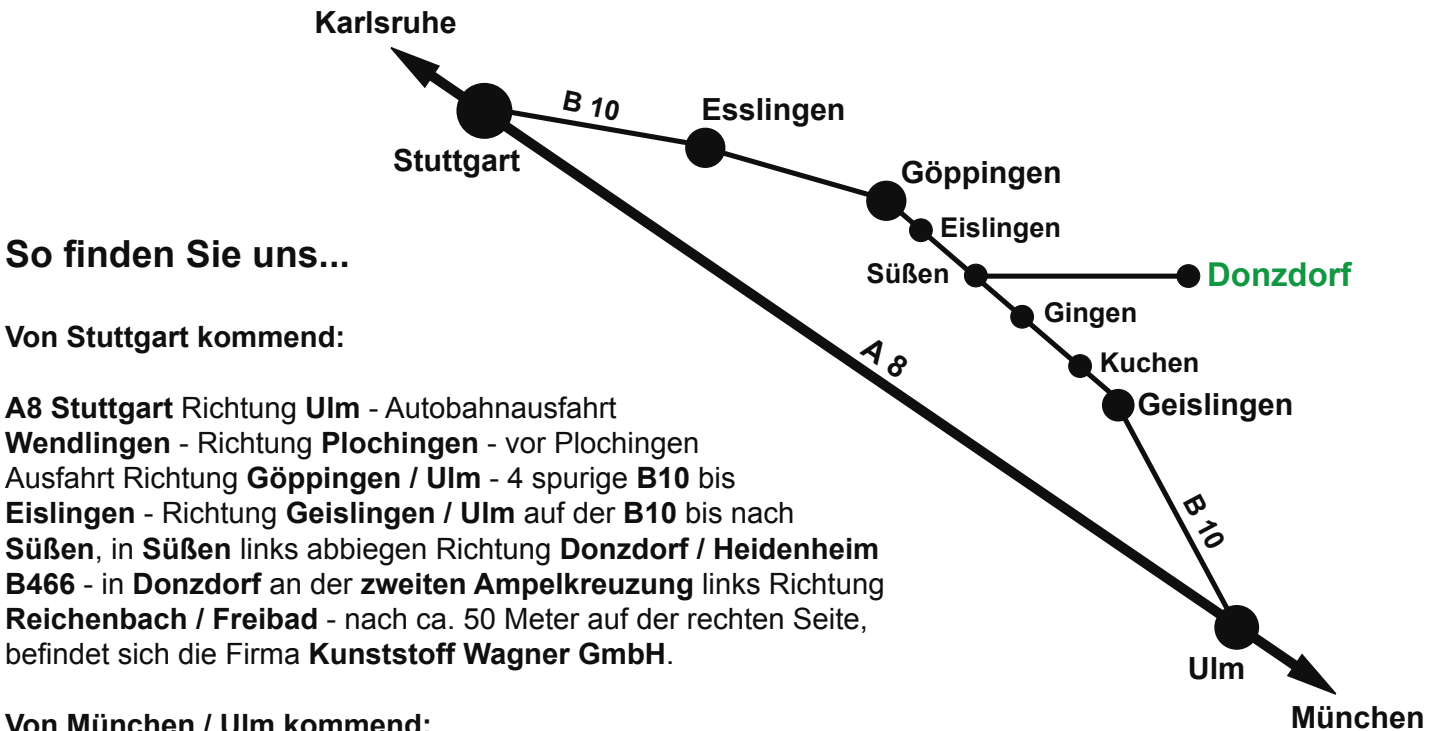 Karlsruhe
B 10
Esslingen
Stuttgart
Göppingen
Eislingen
Süßen
Donzdorf
Gingen
A 8
Kuchen
Geislingen
B 10
Ulm
München
So finden Sie uns...
Von Stuttgart kommend:
A8 Stuttgart Richtung Ulm - Autobahnausfahrt
Wendlingen - Richtung Plochingen - vor Plochingen
Ausfahrt Richtung Göppingen / Ulm - 4 spurige B10 bis
Eislingen - Richtung Geislingen / Ulm auf der B10 bis nach
Süßen, in Süßen links abbiegen Richtung Donzdorf / Heidenheim
B466 - in Donzdorf an der zweiten Ampelkreuzung links Richtung
Reichenbach / Freibad - nach ca. 50 Meter auf der rechten Seite,
befindet sich die Firma Kunststoff Wagner GmbH.
Von München / Ulm kommend: